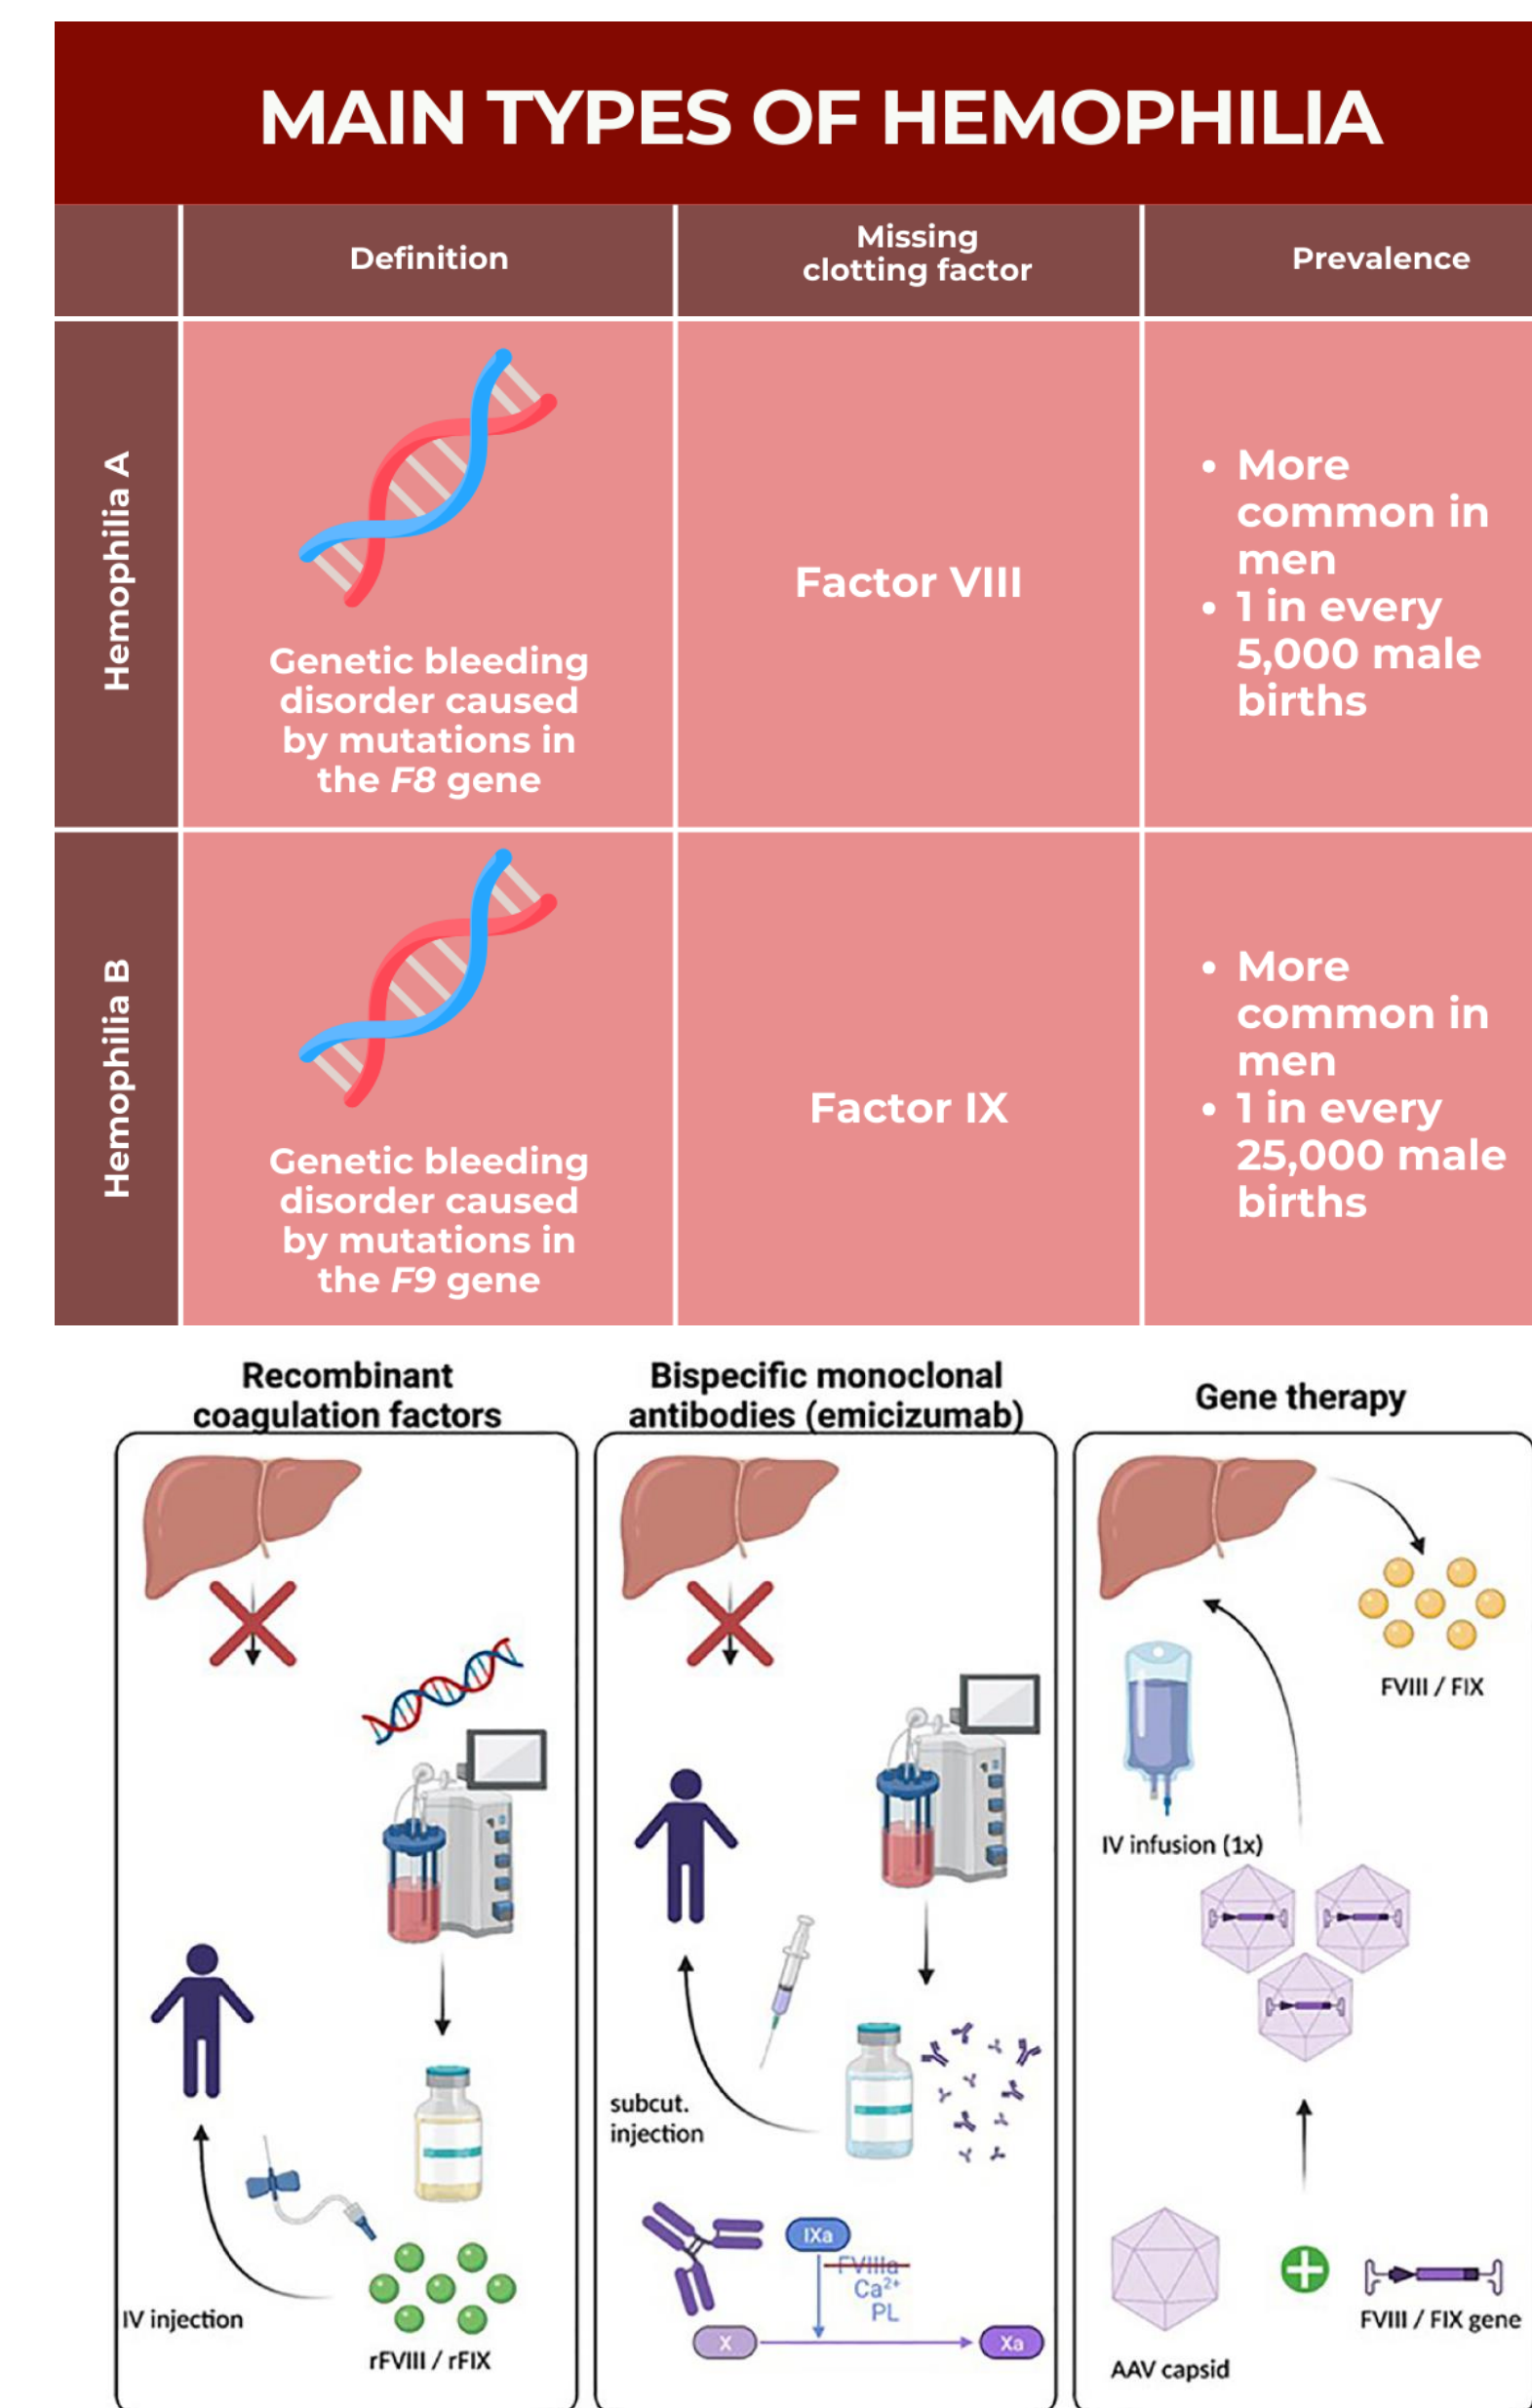 MAIN TYPES OF HEMOPHILIA
Definition
Missing
clotting factor
Prevalence
Hemophilia A
Genetic bleeding
disorder caused
by mutations in
the F8 gene
Factor VIII
• More
common in
men
• 1 in every
5,000 male
births
Hemophilia B
Genetic bleeding
disorder caused
by mutations in
the F9 gene
Factor IX
• More
common in
men
• 1 in every
25,000 male
births
Recombinant
coagulation factors
IV injection
rFVIII / rFIX
Bispecific monoclonal
antibodies (emicizumab)
subcut.
injection
IXa
FVIIIa
Ca²⁺
PL
X
Xa
Gene therapy
FVIII / FIX
IV infusion (1x)
AAV capsid
FVIII / FIX gene